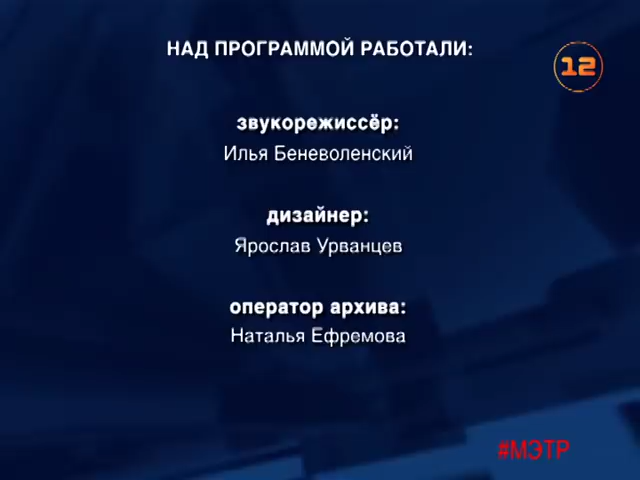 НАД ПРОГРАММОЙ РАБОТАЛИ:
12
звукорежиссёр:
Илья Беневоленский
дизайнер:
Ярослав Урванцев
оператор архива:
Наталья Ефремова
#МЭТР